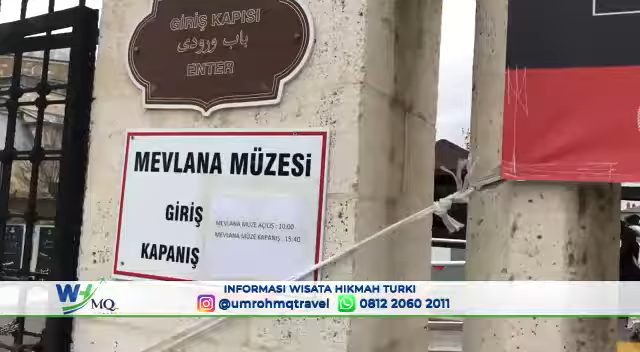 GİRİŞ KAPISI
باب ورودی
ENTER
MEVLANA MÜZESİ
GİRİŞ
KAPANIŞ
MEVLANA MÜZE AÇILIŞ : 10:00
MEVLANA MÜZE KAPANIŞ : 15:40
WH MQ
INFORMASI WISATA HIKMAH TURKI
@umrohmqtravel 0812 2060 2011